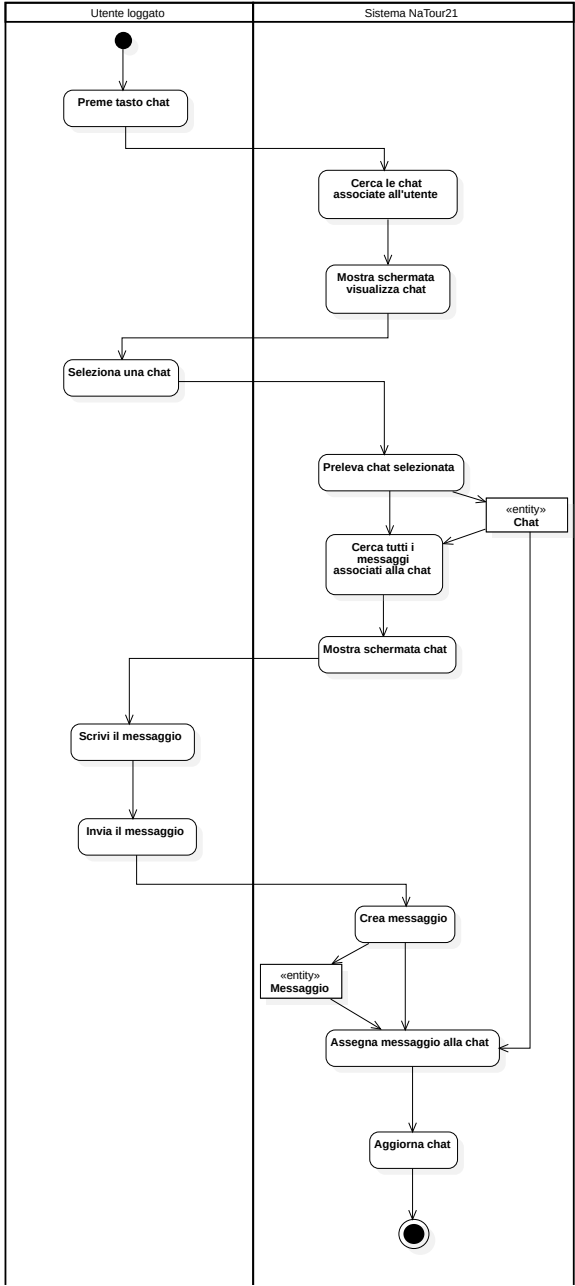 Utente loggato
Sistema NaTour21
Preme tasto chat
Cerca le chat
associate all'utente
Mostra schermata
visualizza chat
Seleziona una chat
Preleva chat selezionata
«entity»
Chat
Cerca tutti i
messaggi
associati alla chat
Mostra schermata chat
Scrivi il messaggio
Invia il messaggio
Crea messaggio
«entity»
Messaggio
Assegna messaggio alla chat
Aggiorna chat